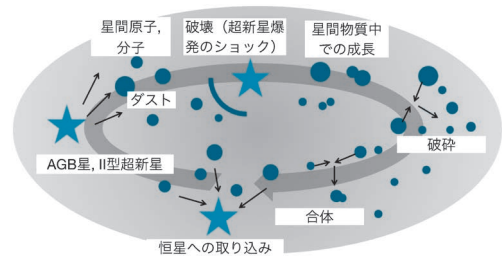 星間原子,
分子
破壊（超新星爆
発のショック）
星間物質中
での成長
ダスト
破砕
AGB星, II型超新星
合体
恒星への取り込み